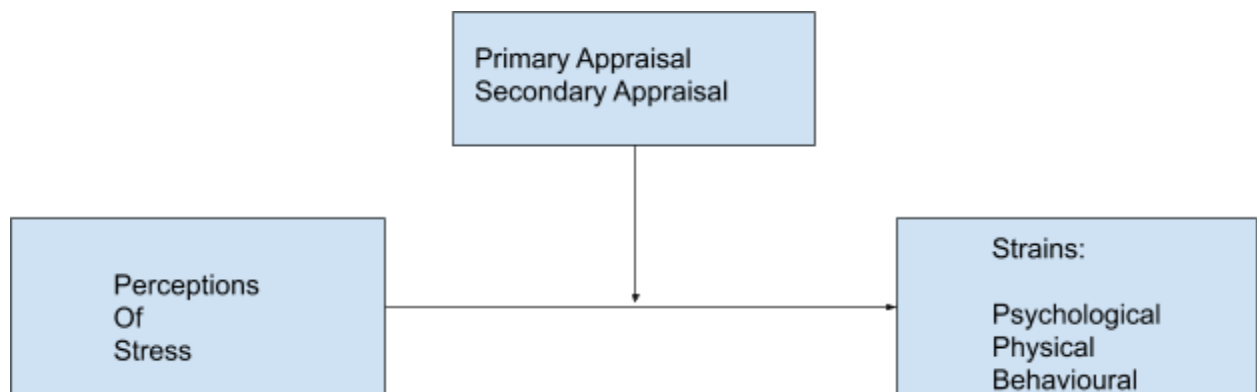 Primary Appraisal
Secondary Appraisal
Perceptions
Of
Stress
Strains:
Psychological
Physical
Behavioural